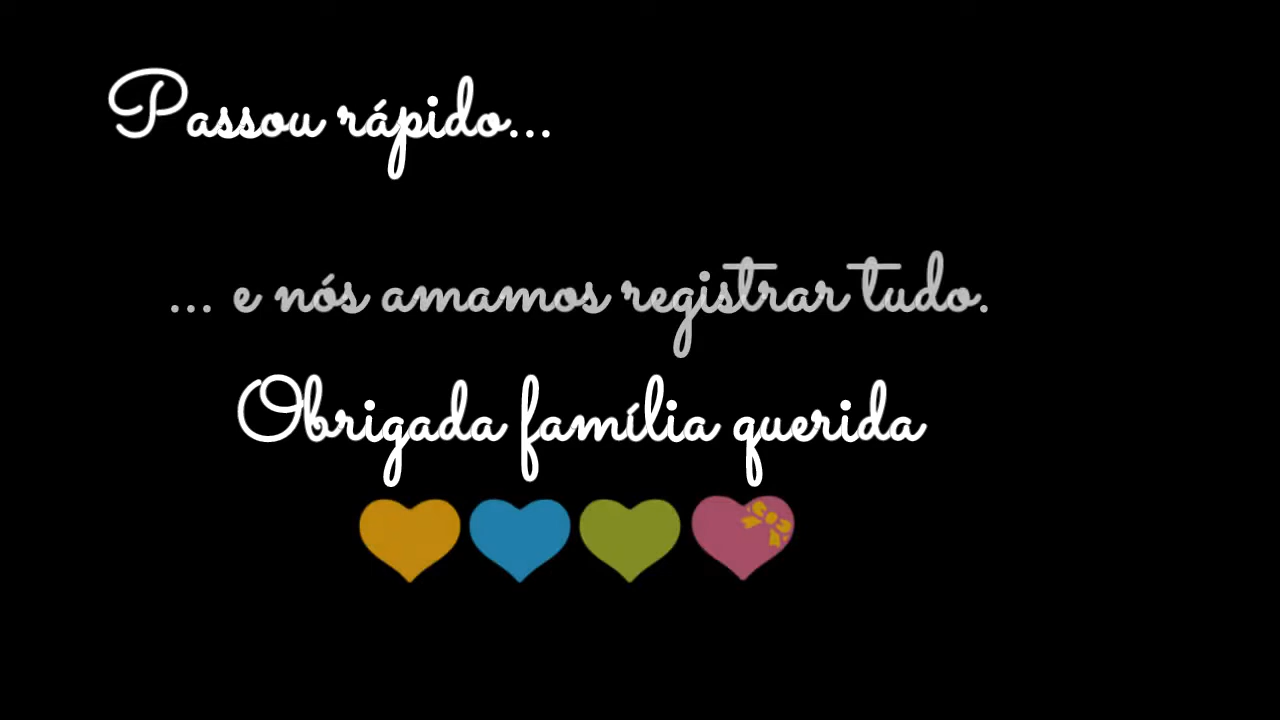 Passou rápido...
... e nós amamos registrar tudo.
Obrigada família querida